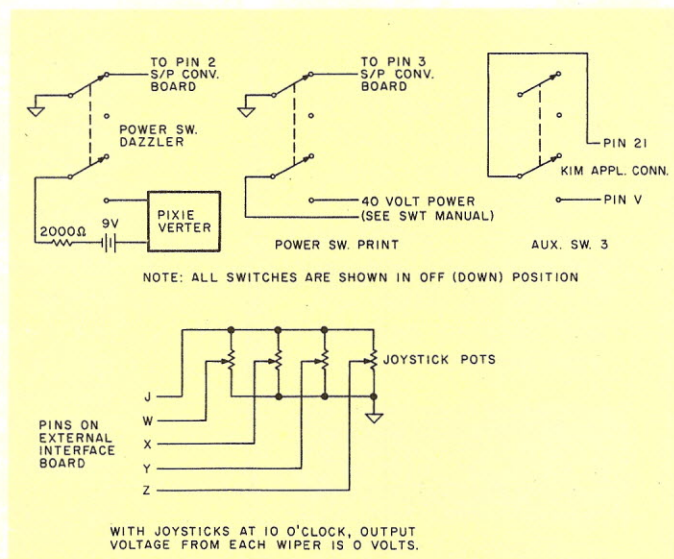 TO PIN 2
S/P CONV.
BOARD
POWER SW.
DAZZLER
2000Ω
9V
PIXIE
VERTER
TO PIN 3
S/P CONV.
BOARD
40 VOLT POWER
(SEE SWT MANUAL)
POWER SW. PRINT
PIN 21
KIM APPL. CONN.
PIN V
AUX. SW. 3
NOTE: ALL SWITCHES ARE SHOWN IN OFF (DOWN) POSITION
JOYSTICK POTS
PINS ON
EXTERNAL
INTERFACE
BOARD
J
W
X
Y
Z
WITH JOYSTICKS AT 10 O'CLOCK, OUTPUT
VOLTAGE FROM EACH WIPER IS 0 VOLTS.